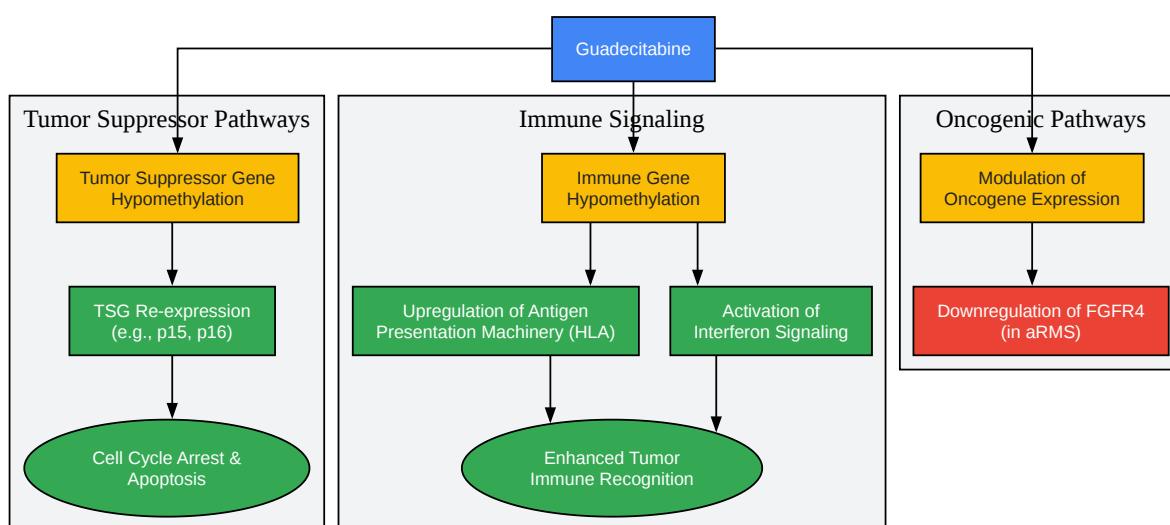 Guadecitabine
Tumor Suppressor Pathways
Tumor Suppressor Gene
Hypomethylation
TSG Re-expression
(e.g., p15, p16)
Cell Cycle Arrest &
Apoptosis
Immune Signaling
Immune Gene
Hypomethylation
Upregulation of Antigen
Presentation Machinery (HLA)
Activation of
Interferon Signaling
Enhanced Tumor
Immune Recognition
Oncogenic Pathways
Modulation of
Oncogene Expression
Downregulation of FGFR4
(in aRMS)